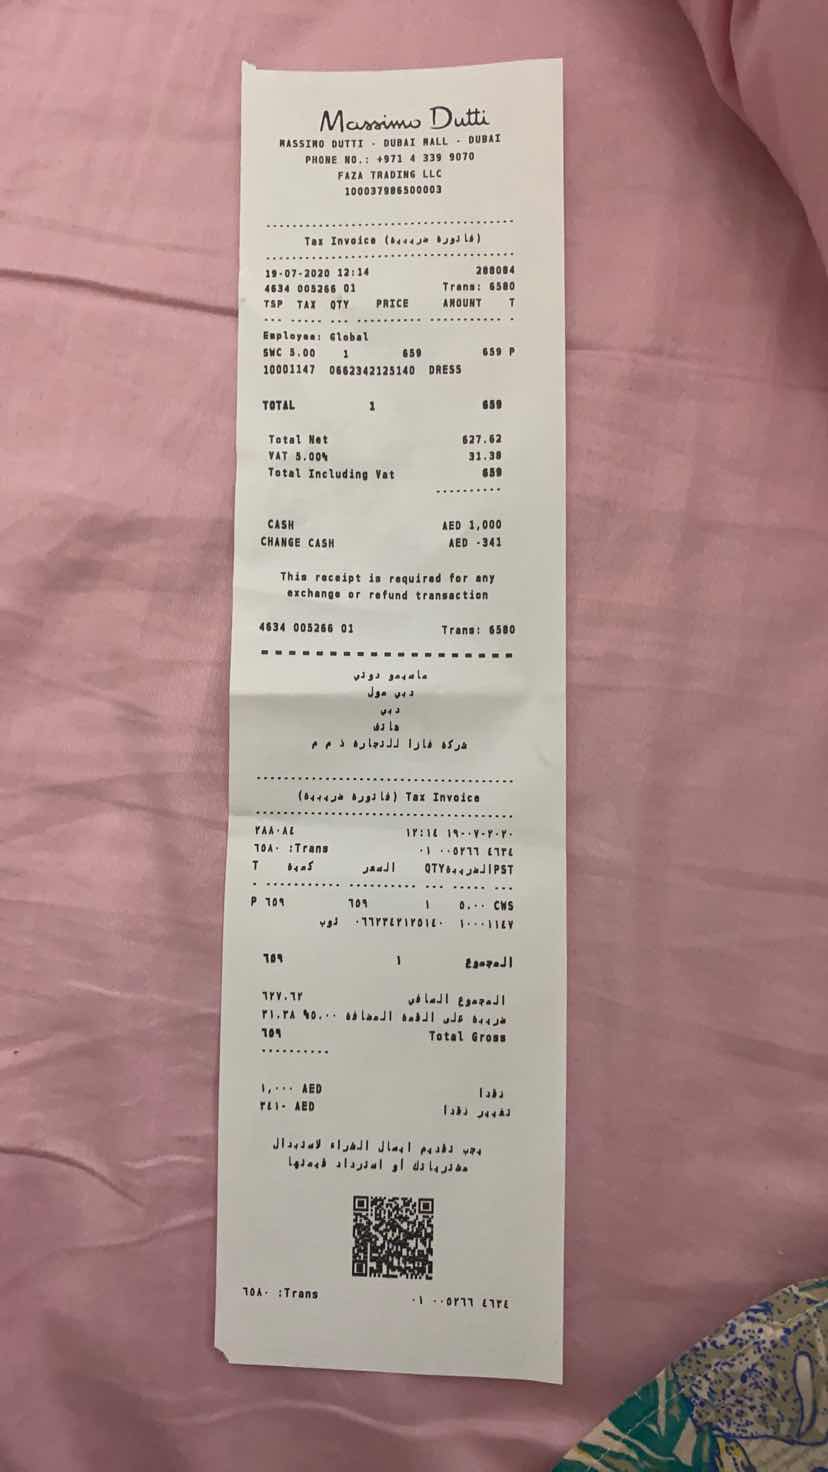 Massimo Dutti
MASSIMO DUTTI - DUBAI MALL - DUBAI
PHONE NO.: +971 4 339 9070
FAZA TRADING LLC
100037986500003
Tax Invoice (فاتورة ضريبية)
19-07-2020 12:14 288084
4634 005266 01 Trans: 6580
TSP TAX QTY PRICE AMOUNT T
Employee: Global
SWC 5.00 1 659 659 P
10001147 0662342125140 DRESS
TOTAL 1 659
Total Net 627.62
VAT 5.00% 31.38
Total Including Vat 659
CASH AED 1,000
CHANGE CASH AED -341
This receipt is required for any
exchange or refund transaction
4634 005266 01 Trans: 6580
ماسيمو دوتي
دبي مول
دبي
هاتف
شركة فازا للتجارة ذ م م
(فاتورة ضريبية) Tax Invoice
٢٨٨٠٨٤ ١٢:١٤ ١٩-٠٧-٢٠٢٠
٦٥٨٠ :Trans ٠١ ٠٠٥٢٦٦ ٤٦٣٤
T كمية السعر QTYالضريبةPST
P ٦٥٩ ٦٥٩ ١ ٥.٠٠ CWS
ثوب ٠٦٦٢٣٤٢١٢٥١٤٠ ١٠٠٠١١٤٧
٦٥٩ ١ المجموع
٦٢٧.٦٢ المجموع الصافي
٣١.٣٨ %٥.٠٠ ضريبة على القمة المضافة
٦٥٩ Total Gross
١,٠٠٠ AED نقدا
٣٤١- AED تغيير نقدا
يجب تقديم ايصال الشراء لاستبدال
مشترياتك أو استرداد قيمتها
٦٥٨٠ :Trans ٠١ ٠٠٥٢٦٦ ٤٦٣٤